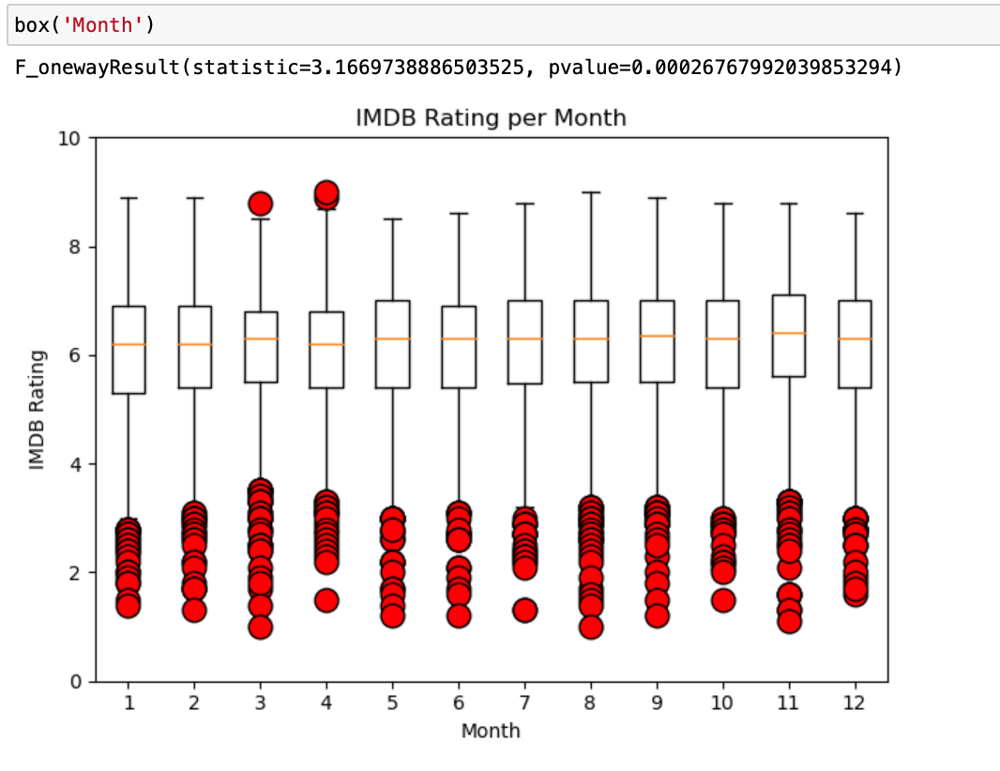 box('Month')
F_onewayResult(statistic=3.1669738886503525, pvalue=0.00026767992039853294)
IMDB Rating per Month
10
8
6
4
2
0
IMDB Rating
1 2 3 4 5 6 7 8 9 10 11 12
Month